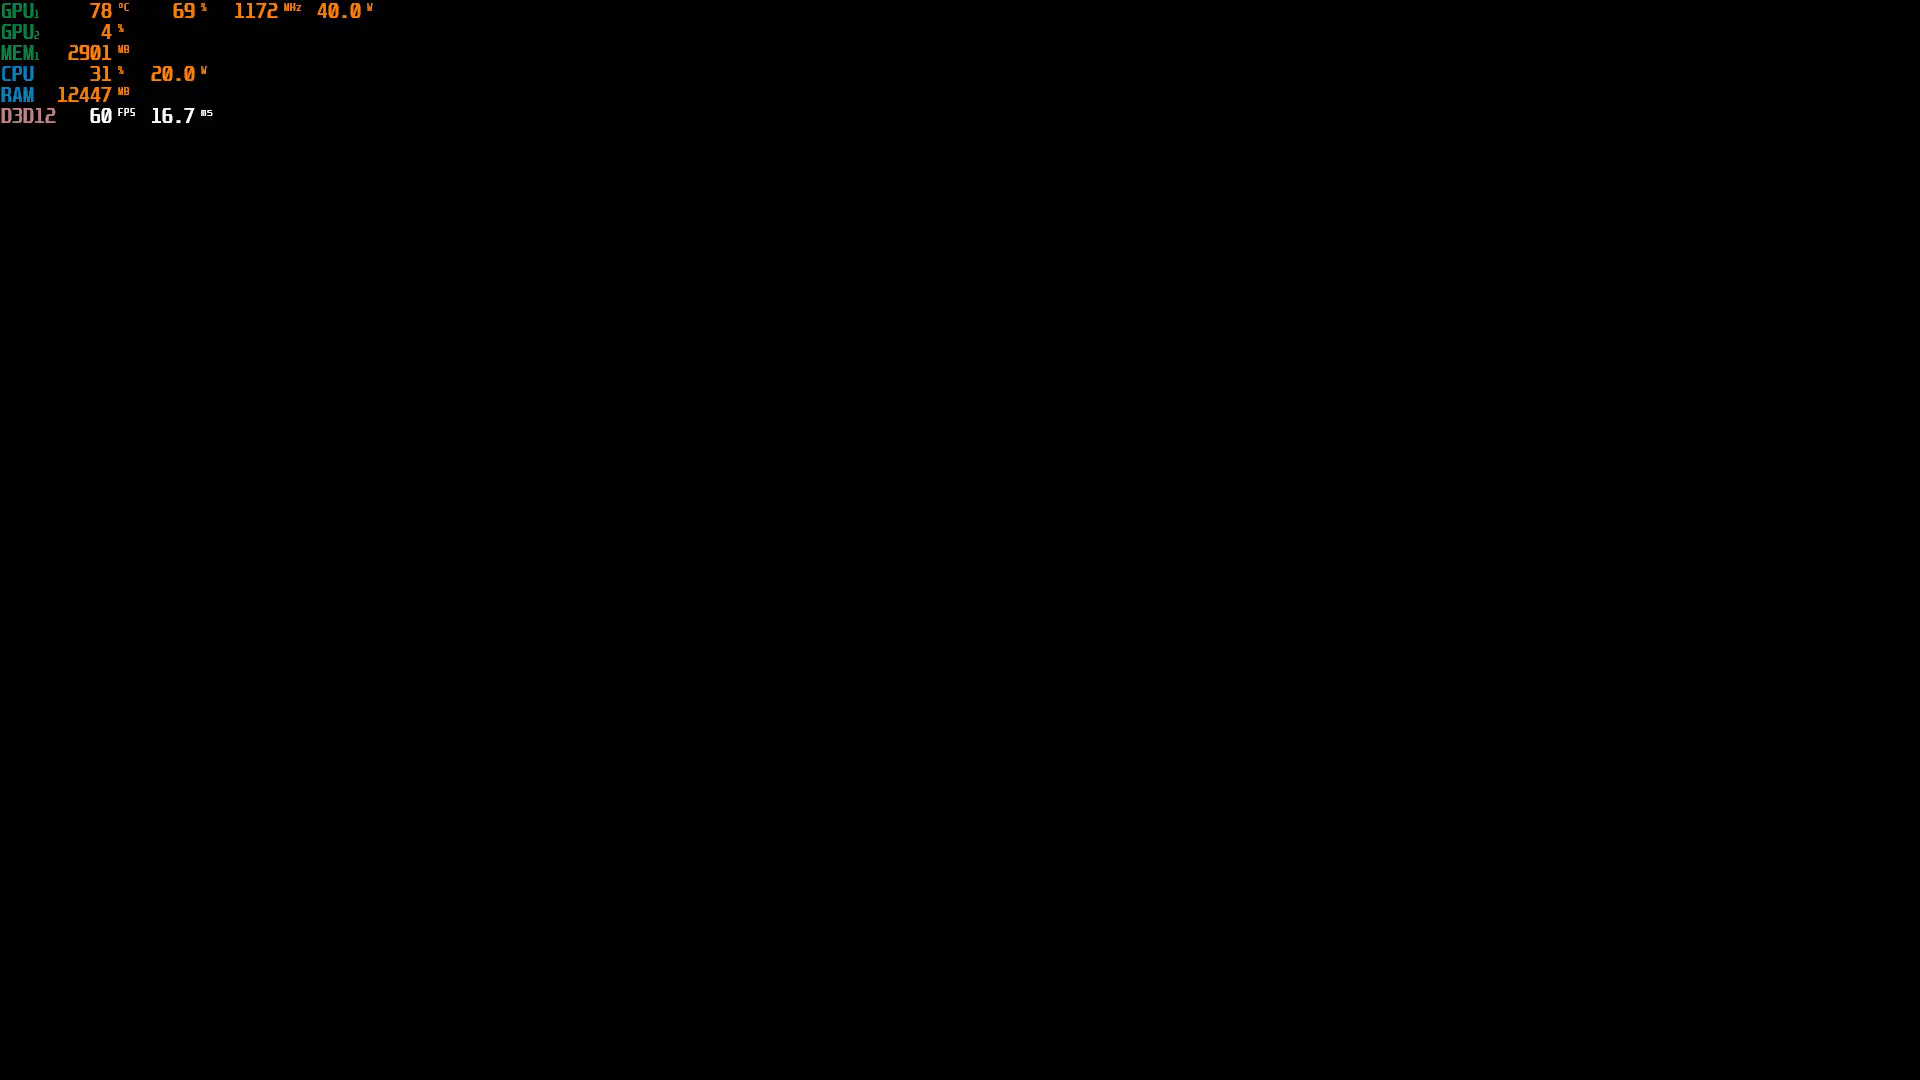 GPU1 78 °C 69 % 1172 MHz 40.0 W
GPU2 4 %
MEM1 2901 MB
CPU 31 % 20.0 W
RAM 12447 MB
D3D12 60 FPS 16.7 ms